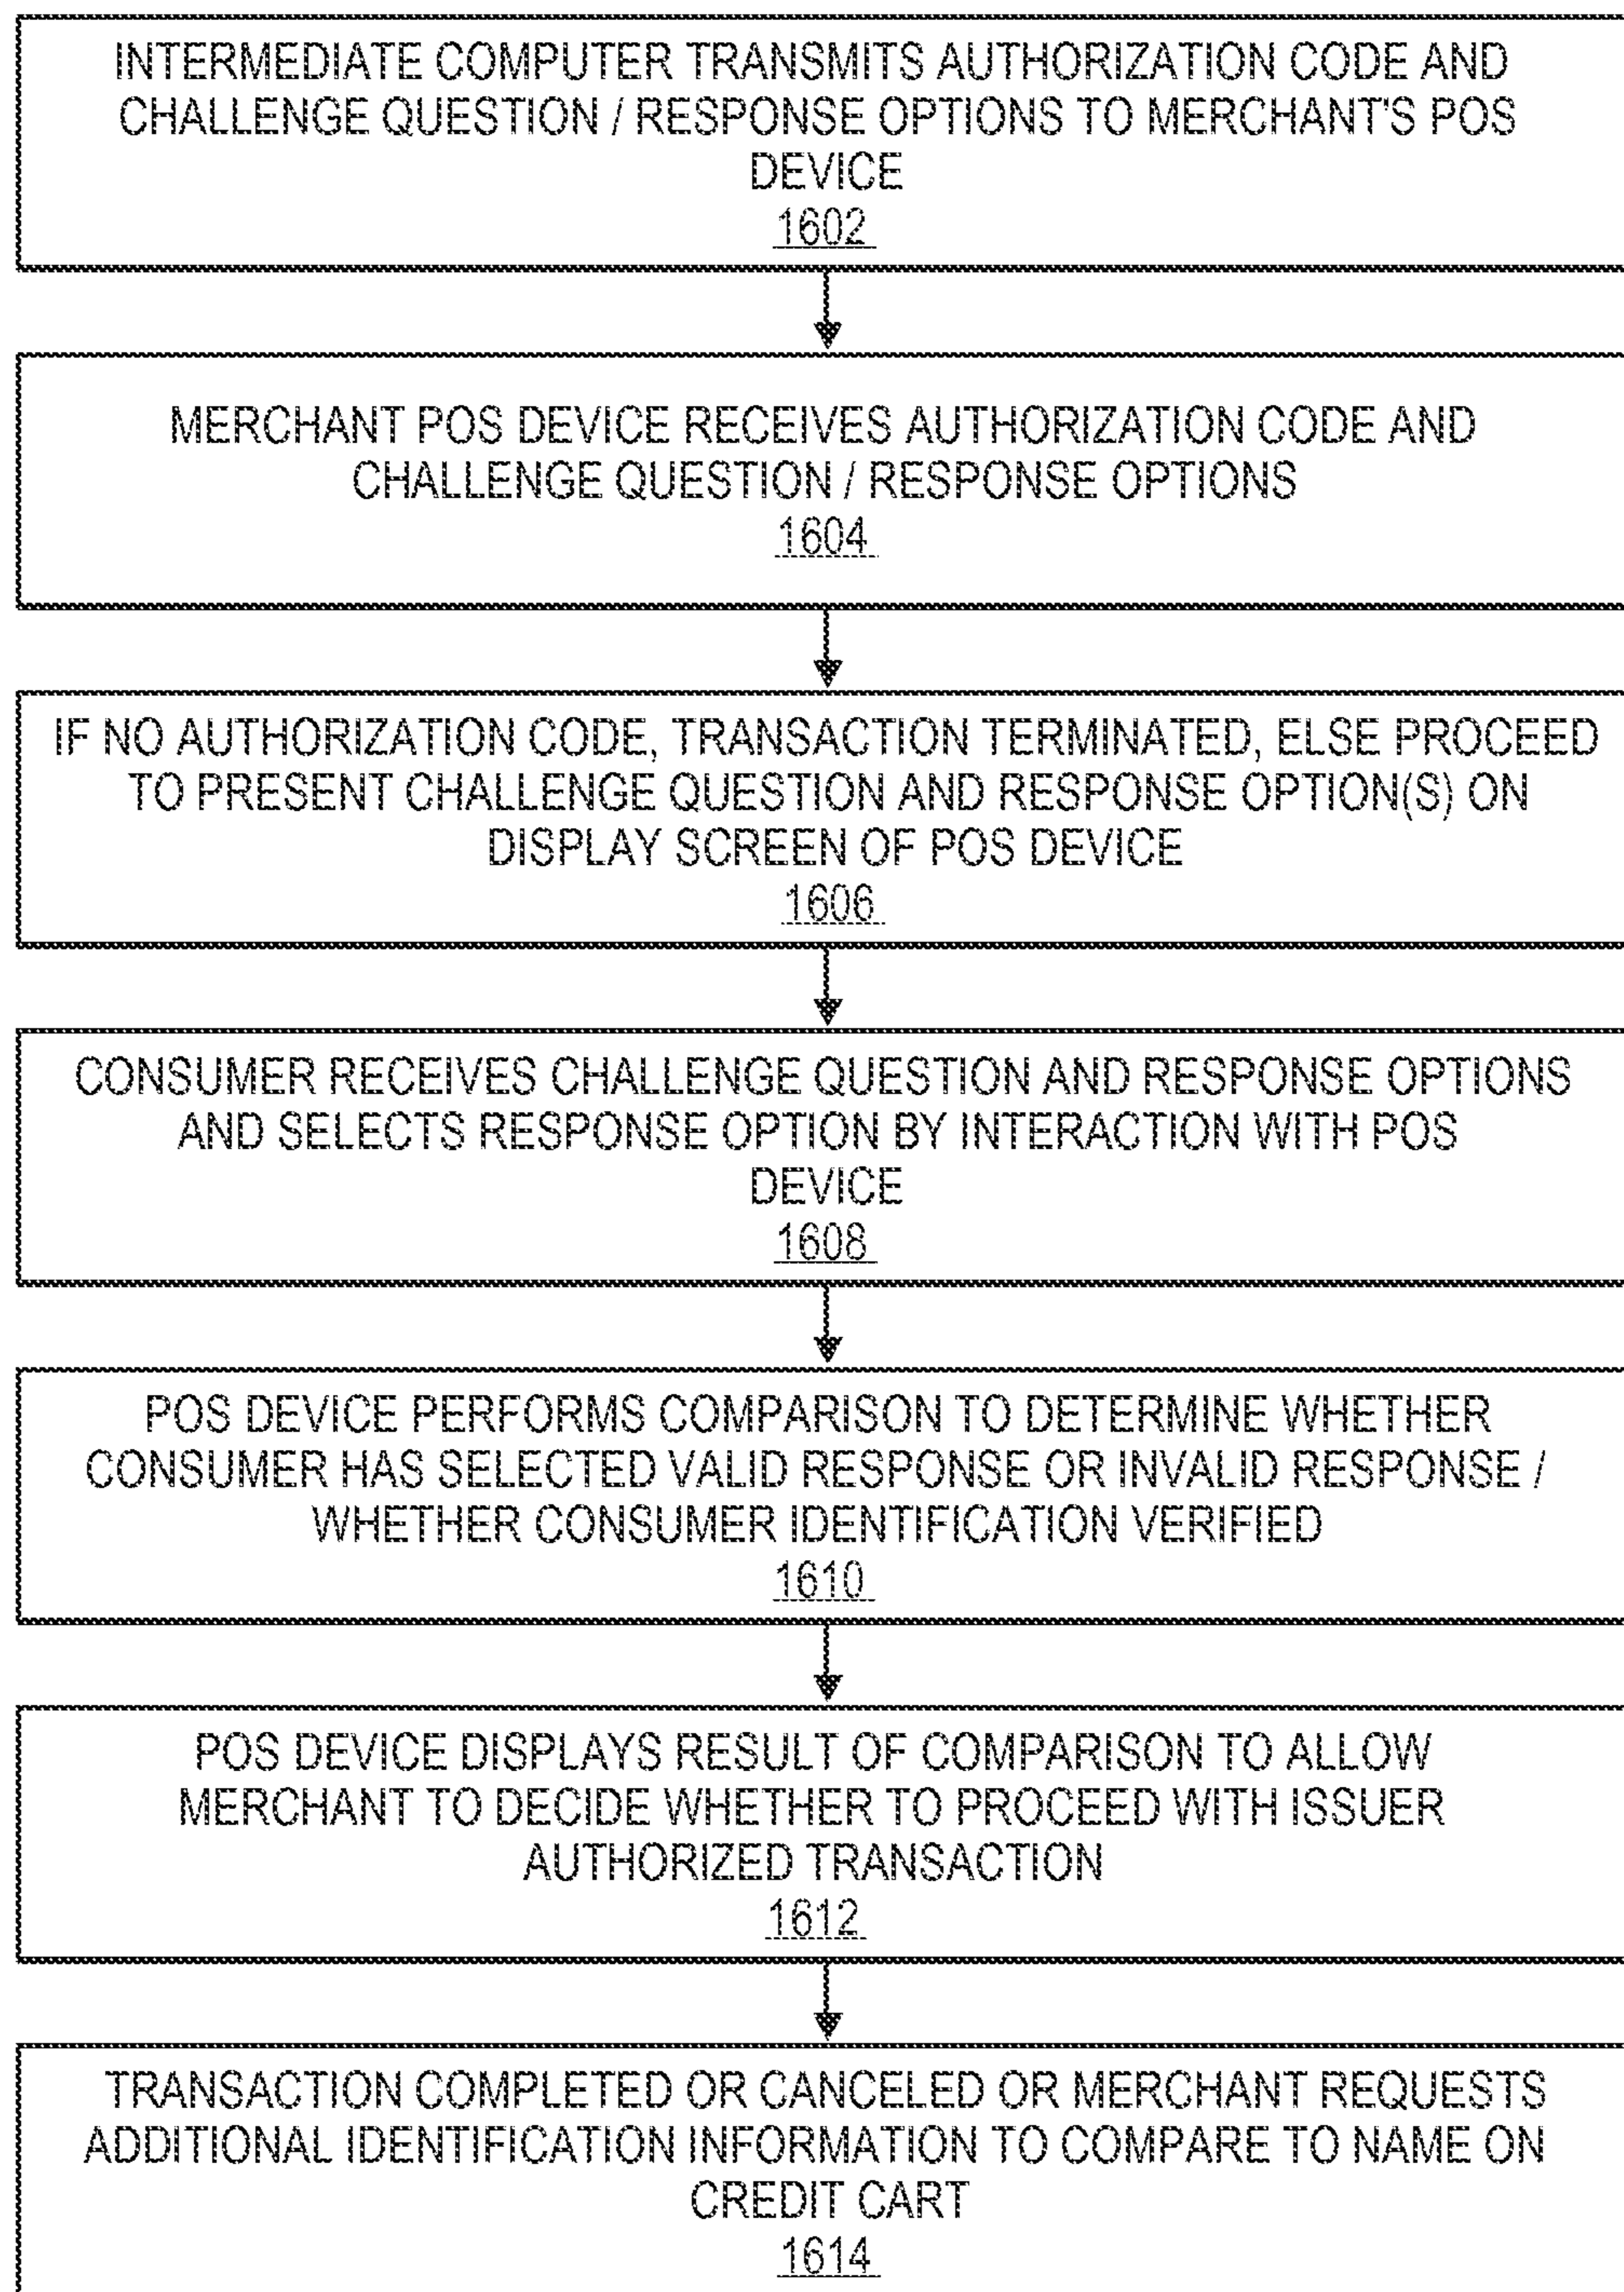 INTERMEDIATE COMPUTER TRANSMITS AUTHORIZATION CODE AND
CHALLENGE QUESTION / RESPONSE OPTIONS TO MERCHANT'S POS
DEVICE
1602
MERCHANT POS DEVICE RECEIVES AUTHORIZATION CODE AND
CHALLENGE QUESTION / RESPONSE OPTIONS
1604
IF NO AUTHORIZATION CODE, TRANSACTION TERMINATED, ELSE PROCEED
TO PRESENT CHALLENGE QUESTION AND RESPONSE OPTION(S) ON
DISPLAY SCREEN OF POS DEVICE
1606
CONSUMER RECEIVES CHALLENGE QUESTION AND RESPONSE OPTIONS
AND SELECTS RESPONSE OPTION BY INTERACTION WITH POS
DEVICE
1608
POS DEVICE PERFORMS COMPARISON TO DETERMINE WHETHER
CONSUMER HAS SELECTED VALID RESPONSE OR INVALID RESPONSE /
WHETHER CONSUMER IDENTIFICATION VERIFIED
1610
POS DEVICE DISPLAYS RESULT OF COMPARISON TO ALLOW
MERCHANT TO DECIDE WHETHER TO PROCEED WITH ISSUER
AUTHORIZED TRANSACTION
1612
TRANSACTION COMPLETED OR CANCELED OR MERCHANT REQUESTS
ADDITIONAL IDENTIFICATION INFORMATION TO COMPARE TO NAME ON
CREDIT CART
1614